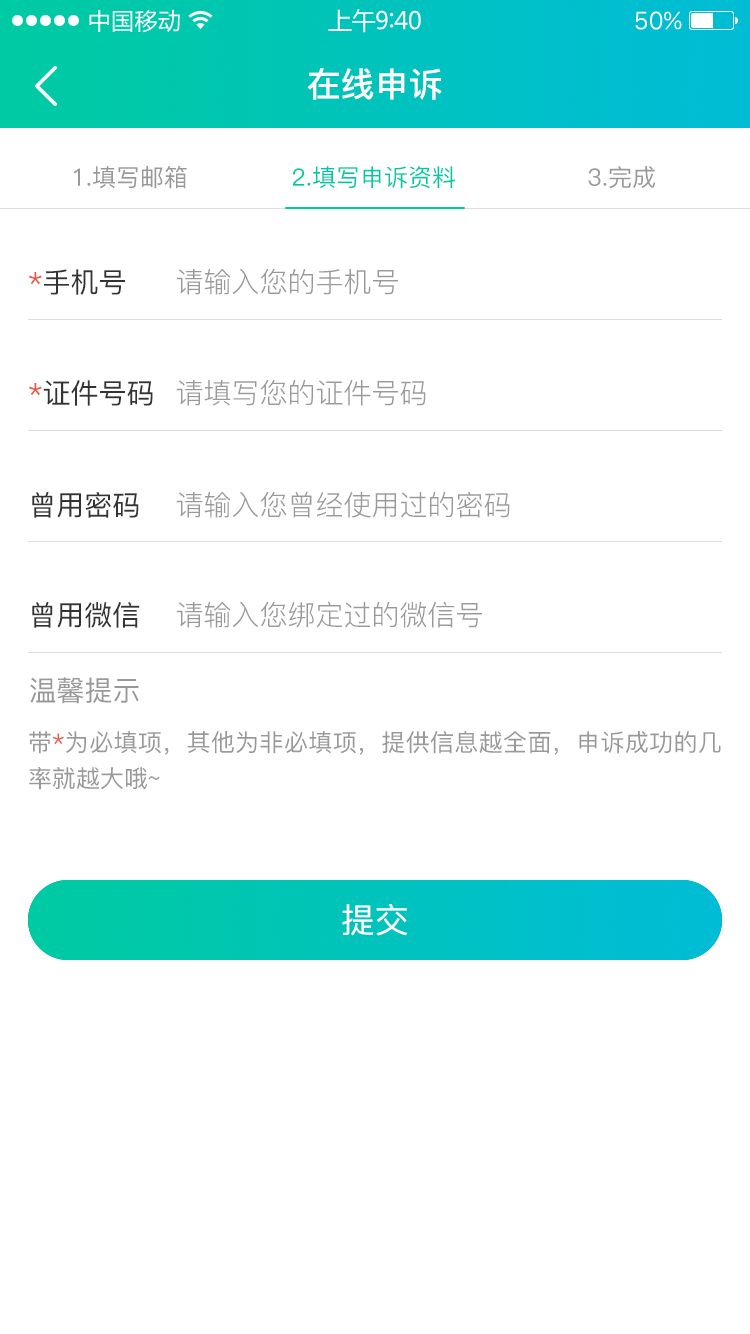 中国移动 上午9:40 50%
在线申诉
1.填写邮箱 2.填写申诉资料 3.完成
*手机号 请输入您的手机号
*证件号码 请填写您的证件号码
曾用密码 请输入您曾经使用过的密码
曾用微信 请输入您绑定过的微信号
温馨提示
带*为必填项，其他为非必填项，提供信息越全面，申诉成功的几
率就越大哦~
提交